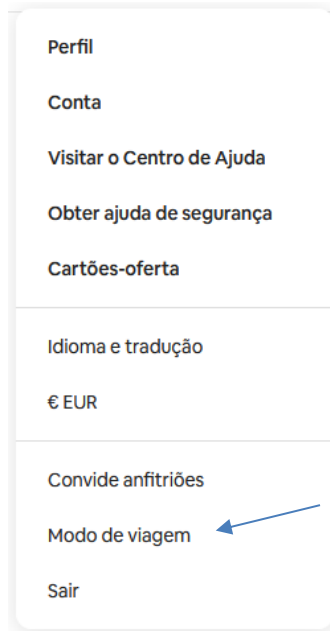 Perfil
Conta
Visitar o Centro de Ajuda
Obter ajuda de segurança
Cartões-oferta
Idioma e tradução
€ EUR
Convide anfitriões
Modo de viagem
Sair